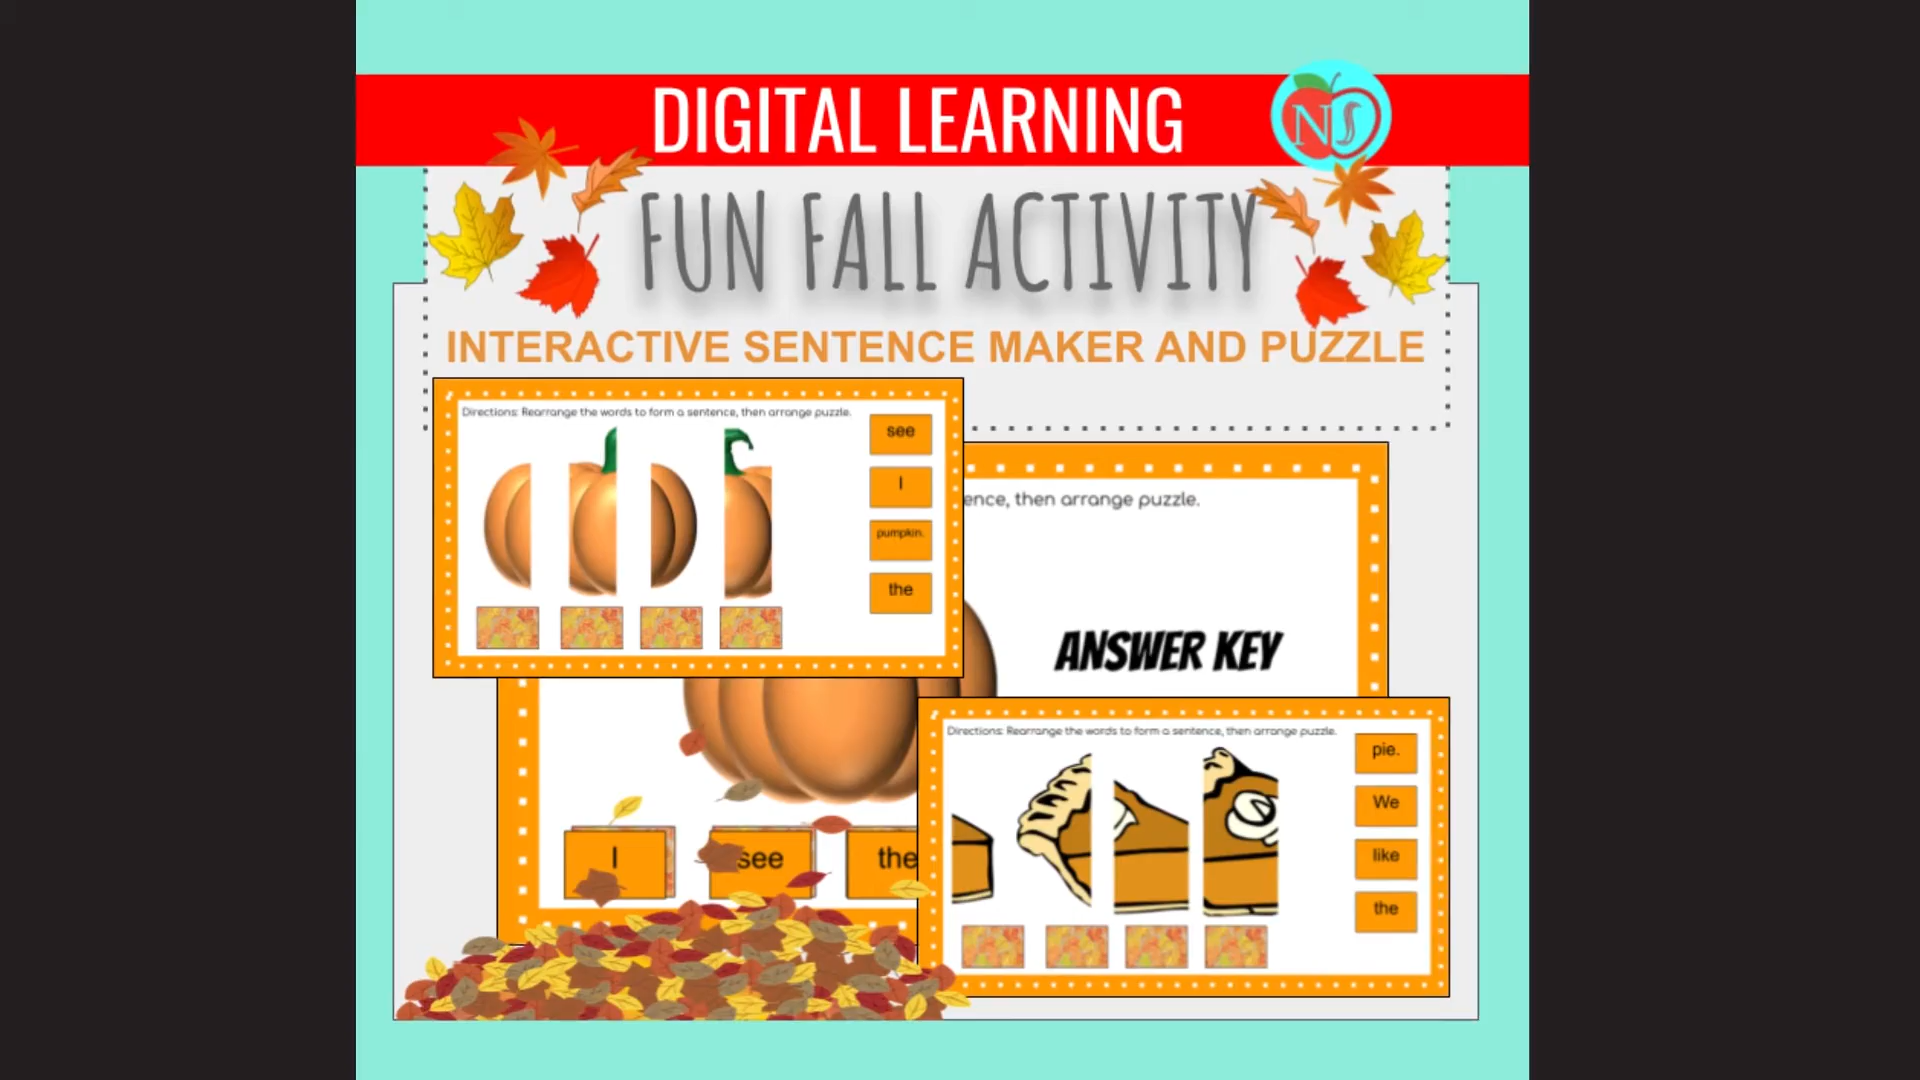 DIGITAL LEARNING
NS
FUN FALL ACTIVITY
INTERACTIVE SENTENCE MAKER AND PUZZLE
Directions: Rearrange the words to form a sentence, then arrange puzzle.
see
I
pumpkin.
the
ence, then arrange puzzle.
ANSWER KEY
I
see
the
Directions: Rearrange the words to form a sentence, then arrange puzzle.
pie.
We
like
the